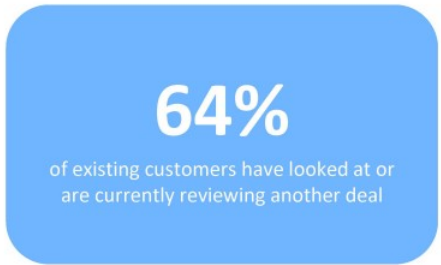 64%
of existing customers have looked at or
are currently reviewing another deal